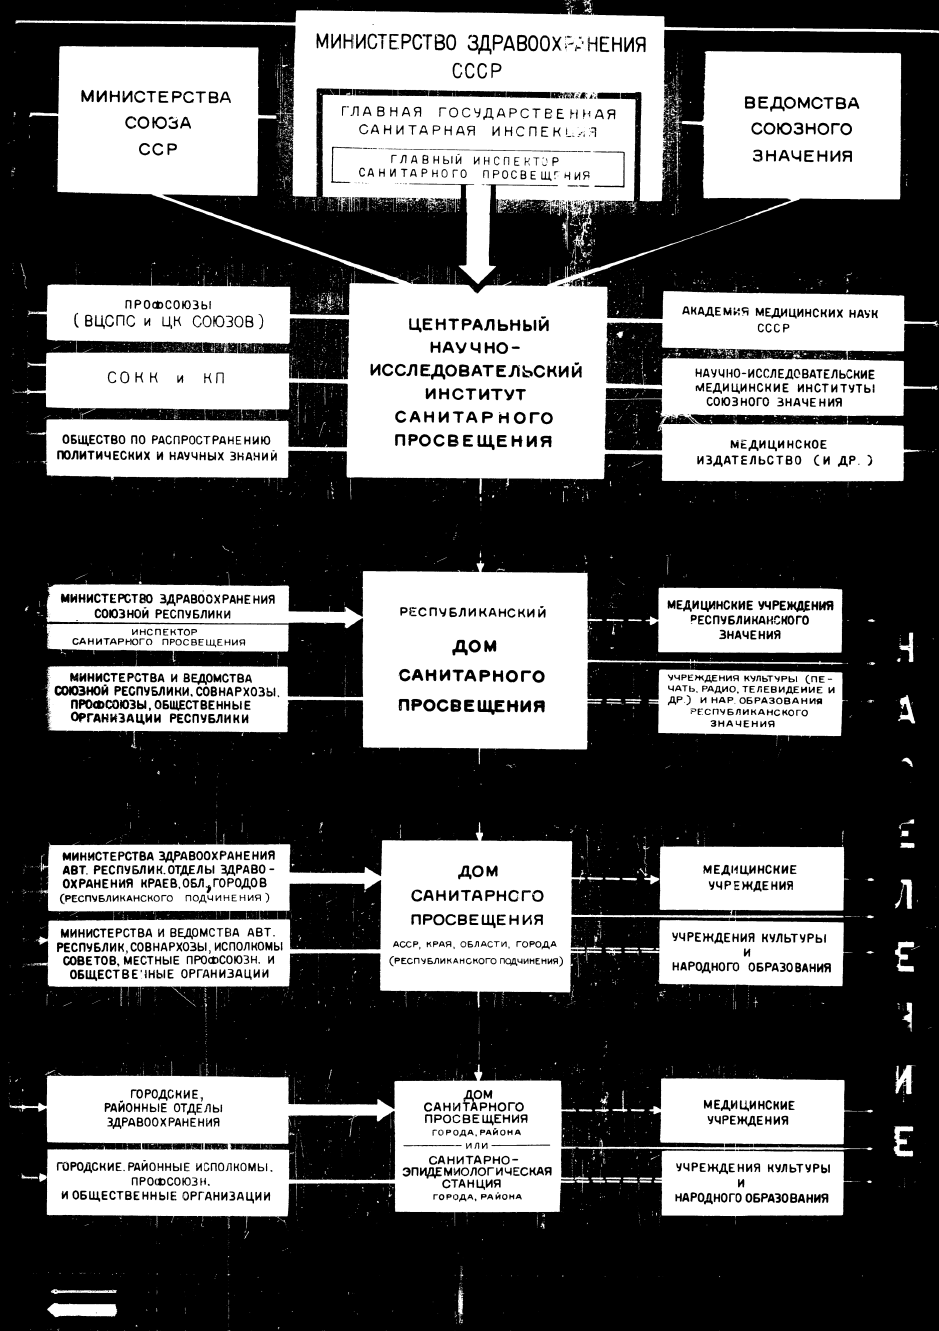 МИНИСТЕРСТВО ЗДРАВООХРАНЕНИЯ
СССР
ГЛАВНАЯ ГОСУДАРСТВЕННАЯ
САНИТАРНАЯ ИНСПЕКЦИЯ
ГЛАВНЫЙ ИНСПЕКТОР
САНИТАРНОГО ПРОСВЕЩЕНИЯ
МИНИСТЕРСТВА
СОЮЗА
ССР
ВЕДОМСТВА
СОЮЗНОГО
ЗНАЧЕНИЯ
ПРОФСОЮЗЫ
(ВЦСПС и ЦК СОЮЗОВ)
СОКК и КП
ОБЩЕСТВО ПО РАСПРОСТРАНЕНИЮ
ПОЛИТИЧЕСКИХ И НАУЧНЫХ ЗНАНИЙ
ЦЕНТРАЛЬНЫЙ
НАУЧНО-
ИССЛЕДОВАТЕЛЬСКИЙ
ИНСТИТУТ
САНИТАРНОГО
ПРОСВЕЩЕНИЯ
АКАДЕМИЯ МЕДИЦИНСКИХ НАУК
СССР
НАУЧНО-ИССЛЕДОВАТЕЛЬСКИЕ
МЕДИЦИНСКИЕ ИНСТИТУТЫ
СОЮЗНОГО ЗНАЧЕНИЯ
МЕДИЦИНСКОЕ
ИЗДАТЕЛЬСТВО (И ДР.)
МИНИСТЕРСТВО ЗДРАВООХРАНЕНИЯ
СОЮЗНОЙ РЕСПУБЛИКИ
ИНСПЕКТОР
САНИТАРНОГО ПРОСВЕЩЕНИЯ
МИНИСТЕРСТВА И ВЕДОМСТВА
СОЮЗНОЙ РЕСПУБЛИКИ, СОВНАРХОЗЫ,
ПРОФСОЮЗЫ, ОБЩЕСТВЕННЫЕ
ОРГАНИЗАЦИИ РЕСПУБЛИКИ
РЕСПУБЛИКАНСКИЙ
ДОМ
САНИТАРНОГО
ПРОСВЕЩЕНИЯ
МЕДИЦИНСКИЕ УЧРЕЖДЕНИЯ
РЕСПУБЛИКАНСКОГО
ЗНАЧЕНИЯ
УЧРЕЖДЕНИЯ КУЛЬТУРЫ (ПЕ-
ЧАТЬ, РАДИО, ТЕЛЕВИДЕНИЕ И
ДР.) И НАР. ОБРАЗОВАНИЯ
РЕСПУБЛИКАНСКОГО
ЗНАЧЕНИЯ
МИНИСТЕРСТВА ЗДРАВООХРАНЕНИЯ
АВТ. РЕСПУБЛИК, ОТДЕЛЫ ЗДРАВО-
ОХРАНЕНИЯ КРАЕВ, ОБЛ., ГОРОДОВ
(РЕСПУБЛИКАНСКОГО ПОДЧИНЕНИЯ)
МИНИСТЕРСТВА И ВЕДОМСТВА АВТ.
РЕСПУБЛИК, СОВНАРХОЗЫ, ИСПОЛКОМЫ
СОВЕТОВ, МЕСТНЫЕ ПРОФСОЮЗН. И
ОБЩЕСТВЕННЫЕ ОРГАНИЗАЦИИ
ДОМ
САНИТАРНОГО
ПРОСВЕЩЕНИЯ
АССР, КРАЯ, ОБЛАСТИ, ГОРОДА
(РЕСПУБЛИКАНСКОГО ПОДЧИНЕНИЯ)
МЕДИЦИНСКИЕ
УЧРЕЖДЕНИЯ
УЧРЕЖДЕНИЯ КУЛЬТУРЫ
И
НАРОДНОГО ОБРАЗОВАНИЯ
ГОРОДСКИЕ,
РАЙОННЫЕ ОТДЕЛЫ
ЗДРАВООХРАНЕНИЯ
ГОРОДСКИЕ, РАЙОННЫЕ ИСПОЛКОМЫ,
ПРОФСОЮЗН.
И ОБЩЕСТВЕННЫЕ ОРГАНИЗАЦИИ
ДОМ
САНИТАРНОГО
ПРОСВЕЩЕНИЯ
ГОРОДА, РАЙОНА
ИЛИ
САНИТАРНО-
ЭПИДЕМИОЛОГИЧЕСКАЯ
СТАНЦИЯ
ГОРОДА, РАЙОНА
МЕДИЦИНСКИЕ
УЧРЕЖДЕНИЯ
УЧРЕЖДЕНИЯ КУЛЬТУРЫ
И
НАРОДНОГО ОБРАЗОВАНИЯ
НАСЕЛЕНИЕ